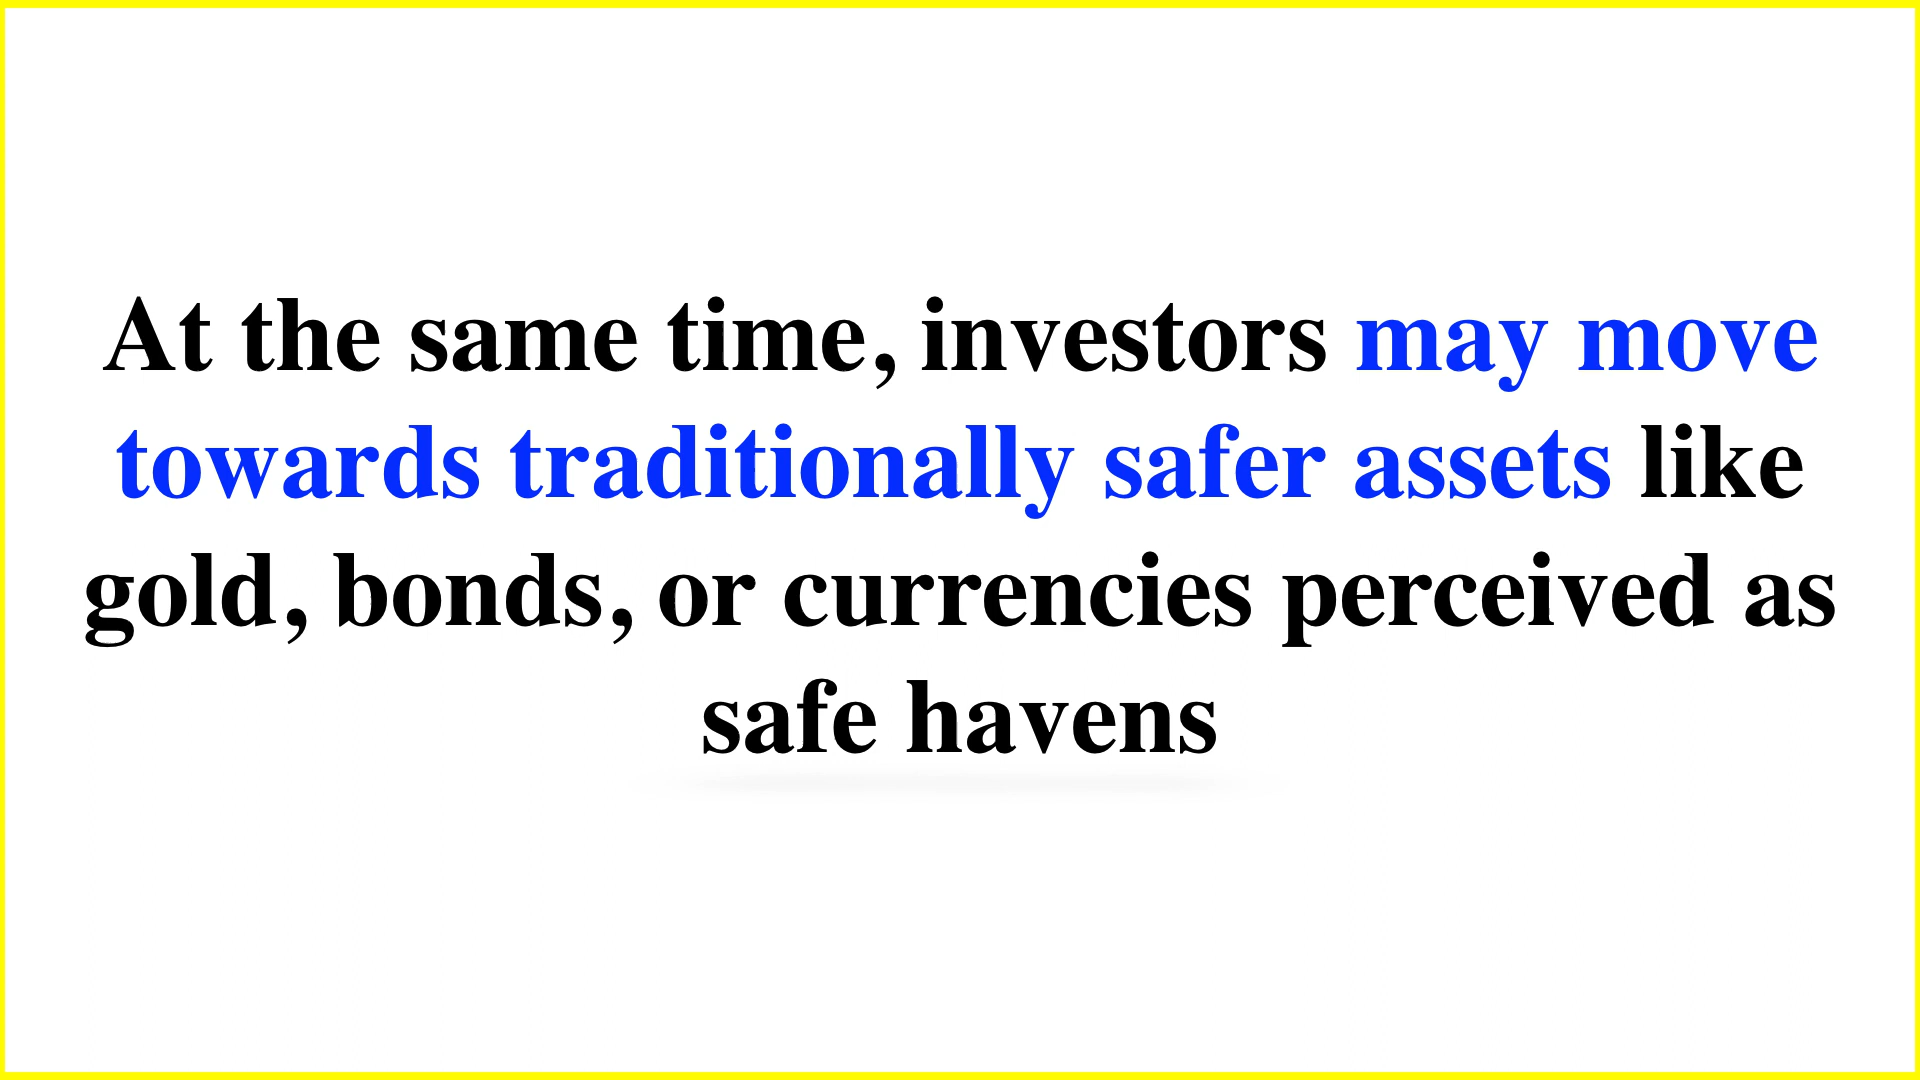 At the same time, investors may move
towards traditionally safer assets like
gold, bonds, or currencies perceived as
safe havens